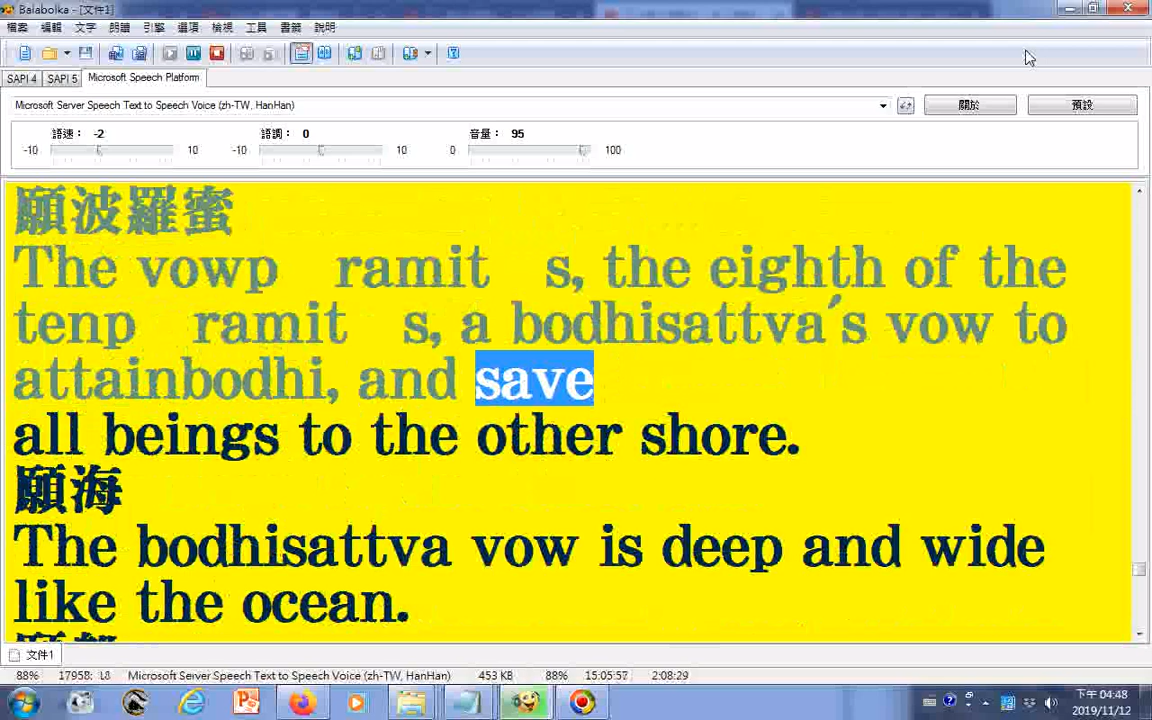 Balabolka - [文件1]
檔案 編輯 文字 朗讀 引擎 選項 檢視 工具 書籤 說明
SAPI 4 SAPI 5 Microsoft Speech Platform
Microsoft Server Speech Text to Speech Voice (zh-TW, HanHan) 關於 預設
語速： -2 語調： 0 音量： 95
-10 10 -10 10 0 100
願波羅蜜
The vowp ramit s, the eighth of the
tenp ramit s, a bodhisattva's vow to
attainbodhi, and save
all beings to the other shore.
願海
The bodhisattva vow is deep and wide
like the ocean.
文件1
88% 17958: 18 Microsoft Server Speech Text to Speech Voice (zh-TW, HanHan) 453 KB 88% 15:05:57 2:08:29
下午 04:48
2019/11/12